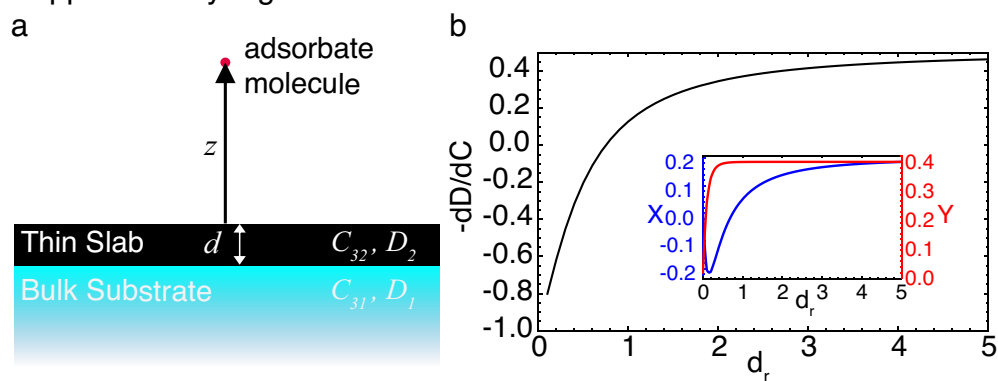 a
adsorbate
molecule
z
Thin Slab
d
C32, D2
Bulk Substrate
C31, D1
b
-dD/dC
0.4
0.2
0.0
-0.2
-0.4
-0.6
-0.8
-1.0
0 1 2 3 4 5
dr
X
0.2
0.1
0.0
-0.1
-0.2
0.4
0.3
0.2
0.1
0.0
Y
0 1 2 3 4 5
dr